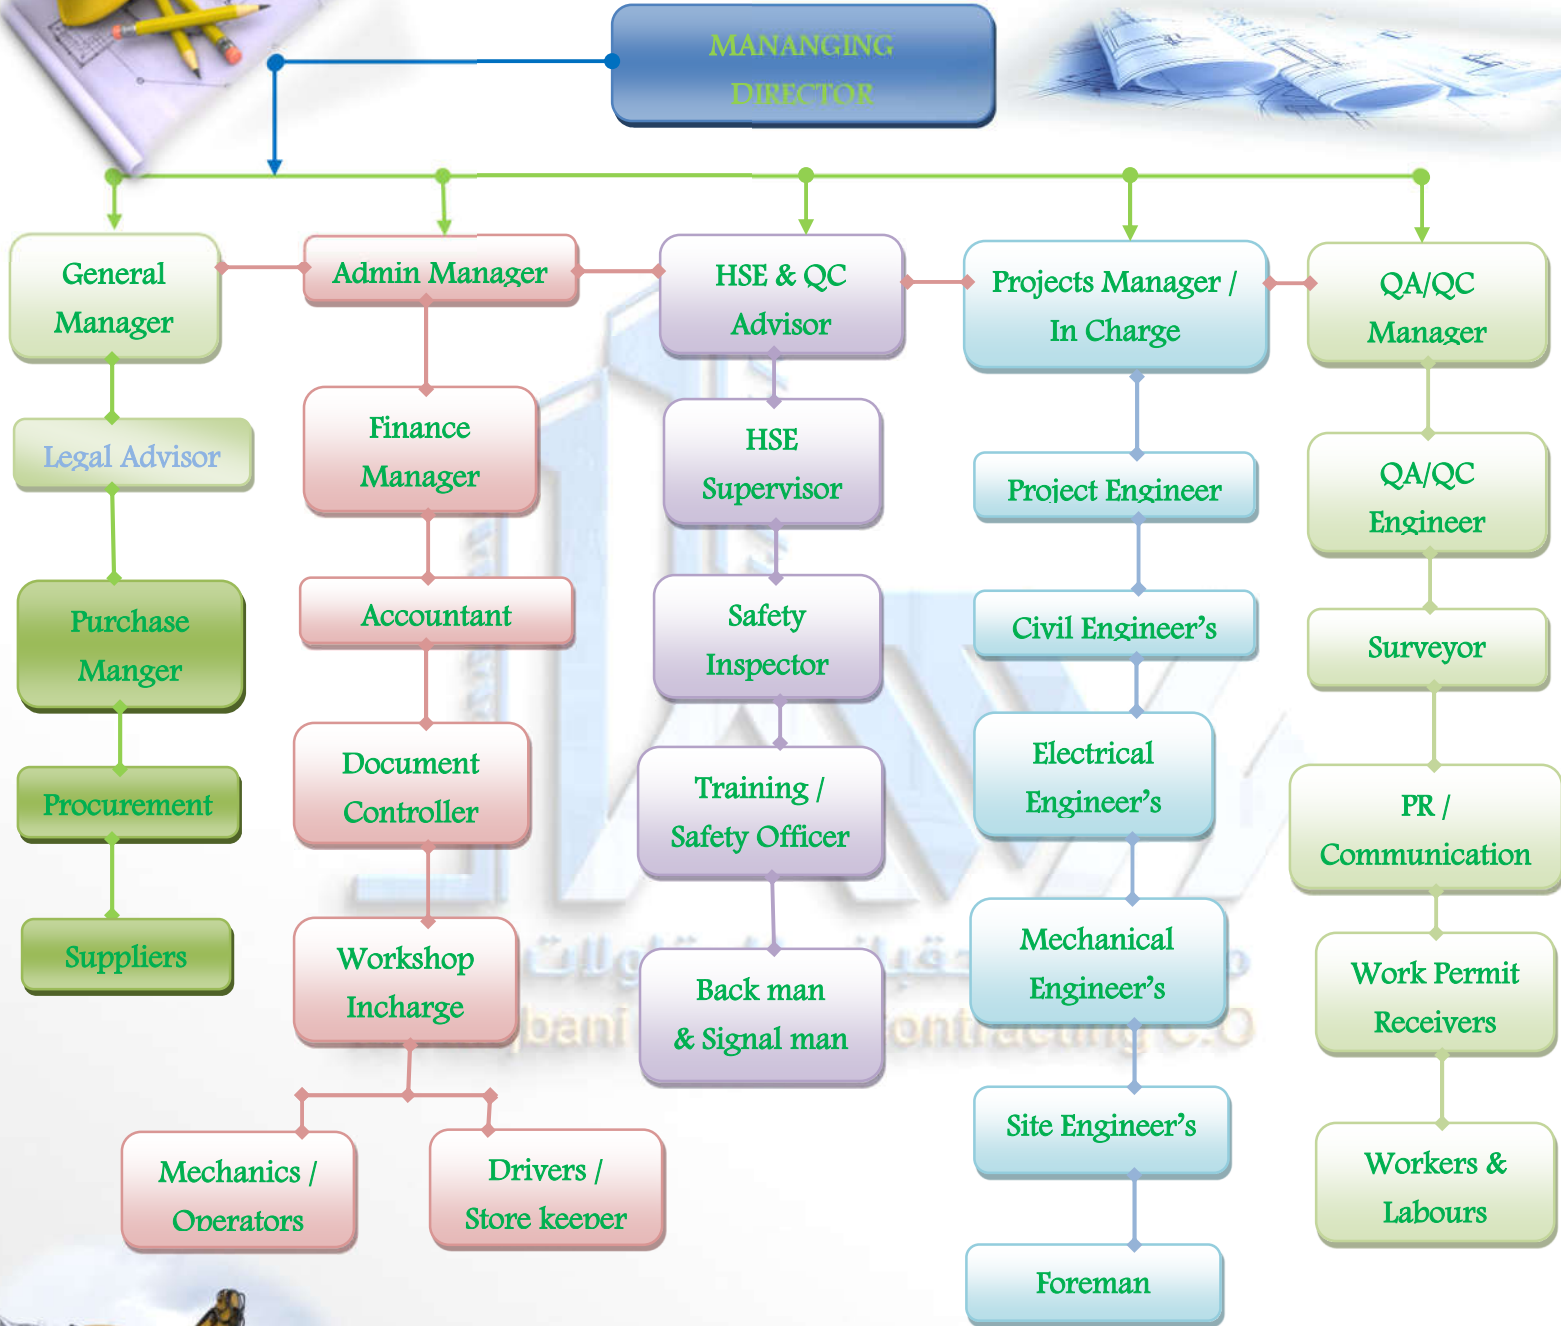 MANANGING
DIRECTOR
General
Manager
Admin Manager
HSE & QC
Advisor
Projects Manager /
In Charge
QA/QC
Manager
Legal Advisor
Finance
Manager
HSE
Supervisor
Project Engineer
QA/QC
Engineer
Purchase
Manger
Accountant
Safety
Inspector
Civil Engineer’s
Surveyor
Procurement
Document
Controller
Training /
Safety Officer
Electrical
Engineer’s
PR /
Communication
Suppliers
Workshop
Incharge
Back man
& Signal man
Mechanical
Engineer’s
Work Permit
Receivers
Mechanics /
Operators
Drivers /
Store keeper
Site Engineer’s
Workers &
Labours
Foreman